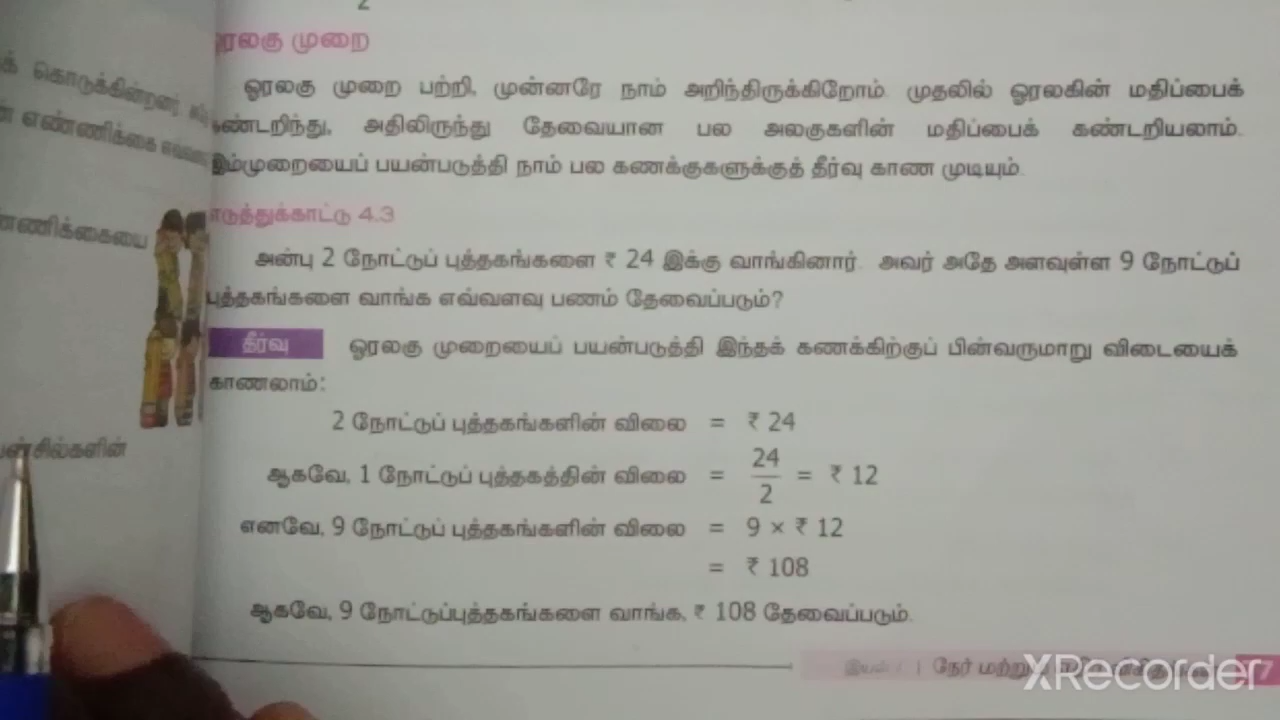 2
ஓரலகு முறை
ஓரலகு முறை பற்றி, முன்னரே நாம் அறிந்திருக்கிறோம். முதலில் ஓரலகின் மதிப்பைக்
கண்டறிந்து, அதிலிருந்து தேவையான பல அலகுகளின் மதிப்பைக் கண்டறியலாம்.
இம்முறையைப் பயன்படுத்தி நாம் பல கணக்குகளுக்குத் தீர்வு காண முடியும்.
எடுத்துக்காட்டு 4.3
அன்பு 2 நோட்டுப் புத்தகங்களை ₹ 24 இக்கு வாங்கினார். அவர் அதே அளவுள்ள 9 நோட்டுப்
புத்தகங்களை வாங்க எவ்வளவு பணம் தேவைப்படும்?
தீர்வு ஓரலகு முறையைப் பயன்படுத்தி இந்தக் கணக்கிற்குப் பின்வருமாறு விடையைக்
காணலாம்:
2 நோட்டுப் புத்தகங்களின் விலை = ₹ 24
ஆகவே, 1 நோட்டுப் புத்தகத்தின் விலை = 24/2 = ₹ 12
எனவே, 9 நோட்டுப் புத்தகங்களின் விலை = 9 × ₹ 12
= ₹ 108
ஆகவே, 9 நோட்டுப்புத்தகங்களை வாங்க, ₹ 108 தேவைப்படும்.
இயல் | நேர் மற்றும்
XRecorder
க் கொடுக்கின்றனர்
எண்ணிக்கை